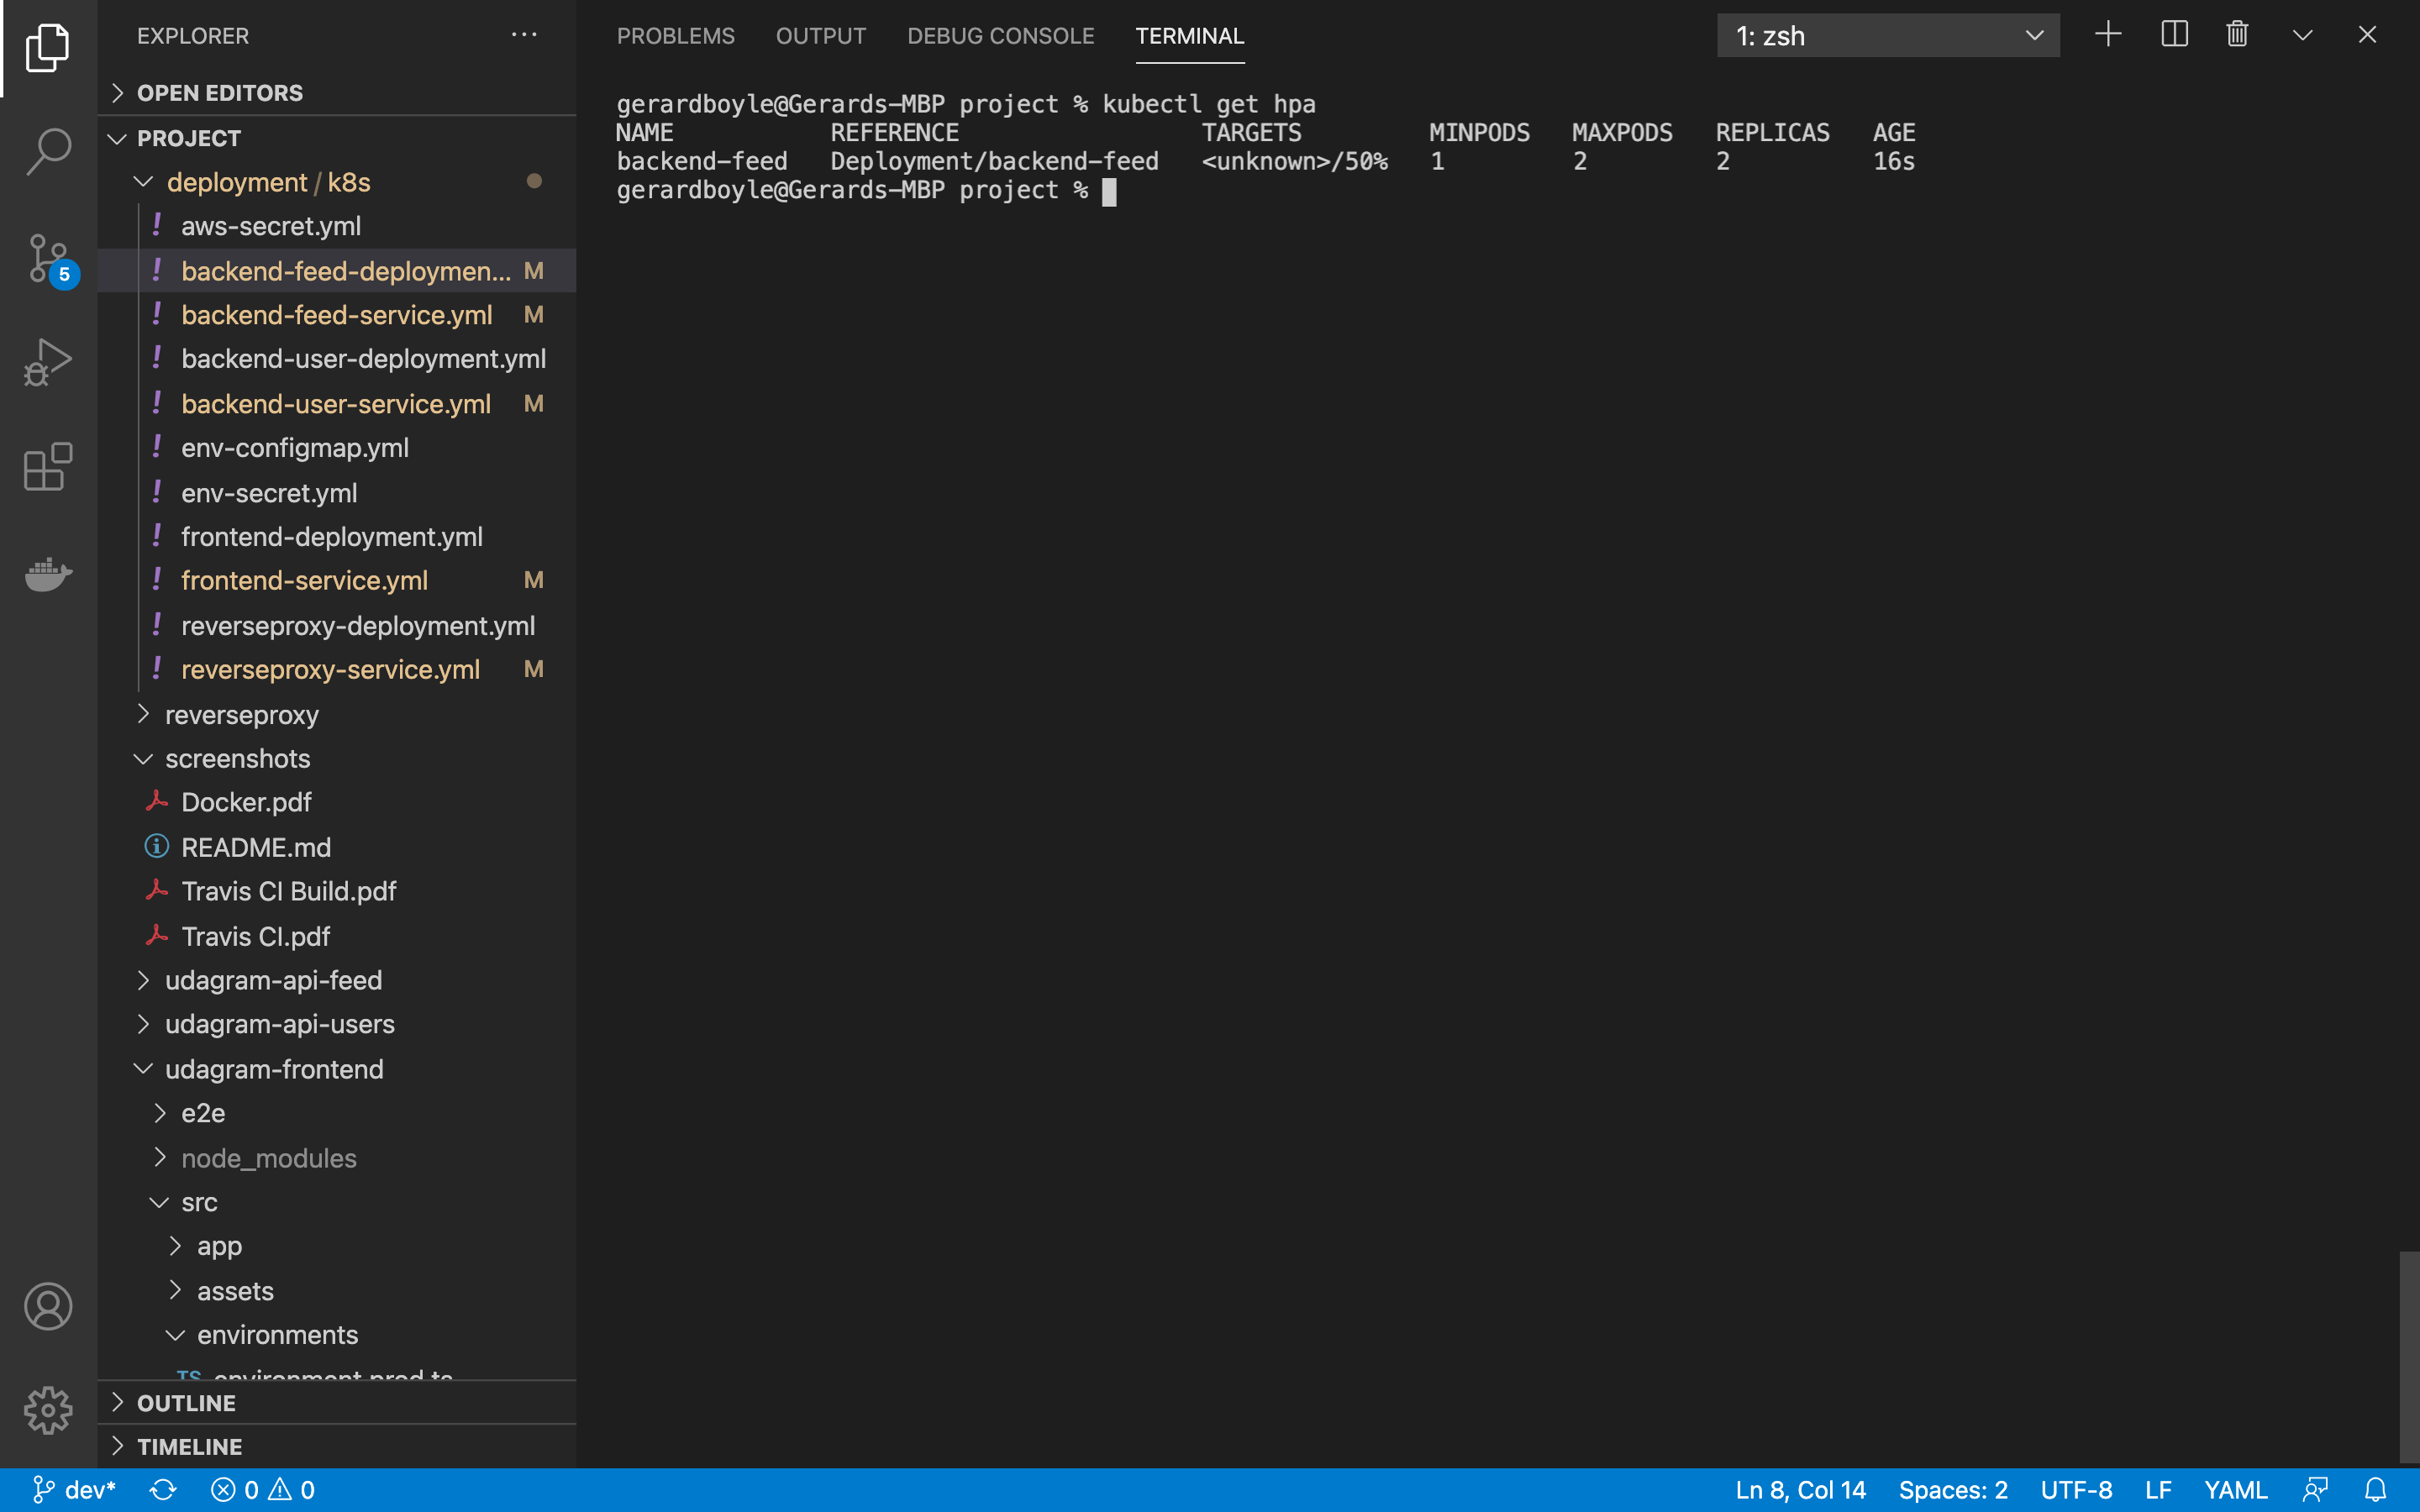 EXPLORER
OPEN EDITORS
PROJECT
deployment / k8s
! aws-secret.yml
! backend-feed-deploymen... M
! backend-feed-service.yml M
! backend-user-deployment.yml
! backend-user-service.yml M
! env-configmap.yml
! env-secret.yml
! frontend-deployment.yml
! frontend-service.yml M
! reverseproxy-deployment.yml
! reverseproxy-service.yml M
reverseproxy
screenshots
Docker.pdf
README.md
Travis CI Build.pdf
Travis CI.pdf
udagram-api-feed
udagram-api-users
udagram-frontend
e2e
node_modules
src
app
assets
environments
TS environment.prod.ts
OUTLINE
TIMELINE
5
PROBLEMS OUTPUT DEBUG CONSOLE TERMINAL 1: zsh
gerardboyle@Gerards-MBP project % kubectl get hpa
NAME REFERENCE TARGETS MINPODS MAXPODS REPLICAS AGE
backend-feed Deployment/backend-feed <unknown>/50% 1 2 2 16s
gerardboyle@Gerards-MBP project %
dev* 0 0 Ln 8, Col 14 Spaces: 2 UTF-8 LF YAML